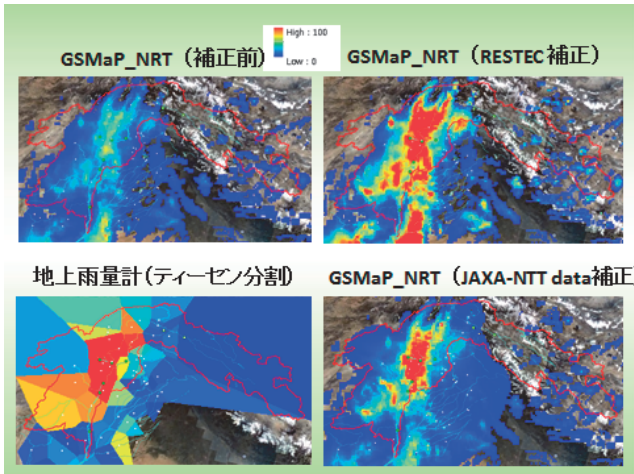 GSMaP_NRT（補正前）
High : 100
Low : 0
GSMaP_NRT（RESTEC補正）
地上雨量計(ティーセン分割)
GSMaP_NRT（JAXA-NTT data補正